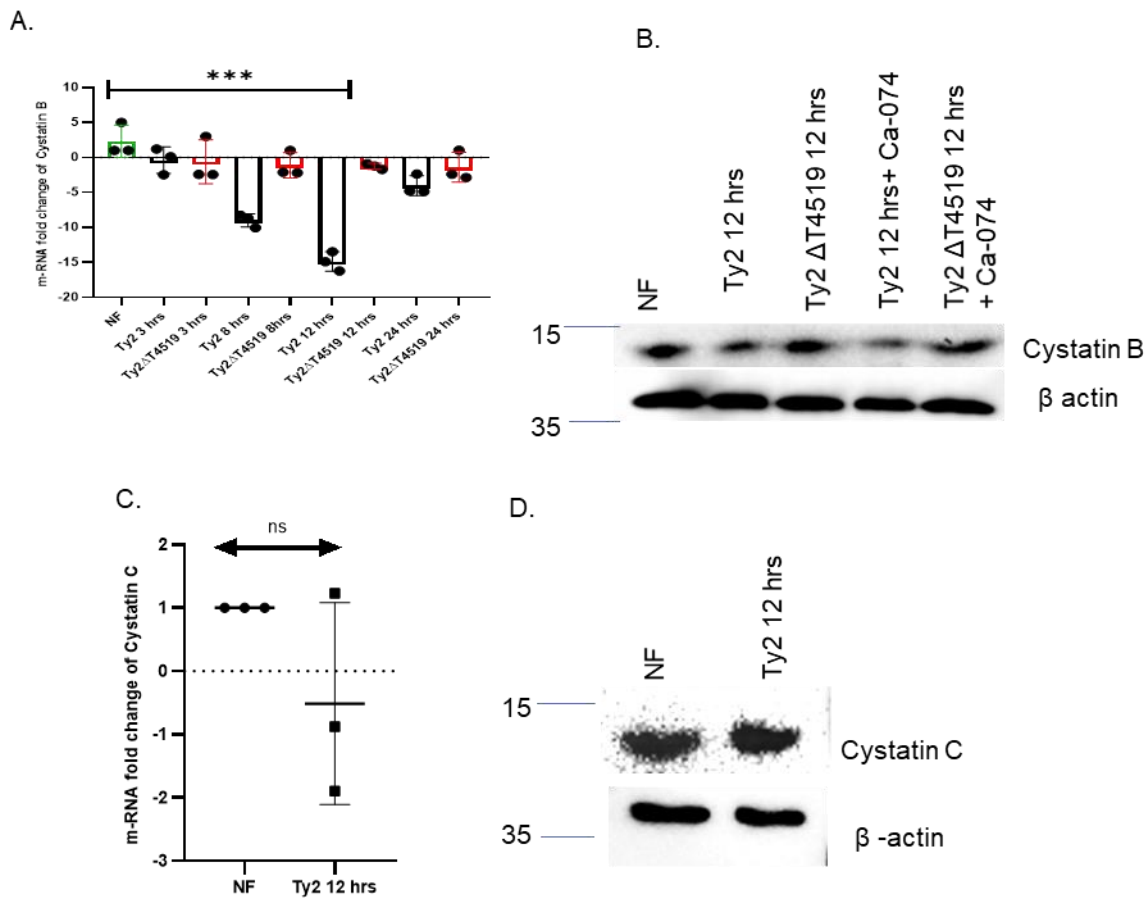 A.
***
10
5
0
-5
-10
-15
-20
m-RNA fold change of Cystatin B
NF
Ty2 3 hrs
Ty2ΔT4519 3 hrs
Ty2 8 hrs
Ty2ΔT4519 8hrs
Ty2 12 hrs
Ty2ΔT4519 12 hrs
Ty2 24 hrs
Ty2ΔT4519 24 hrs
B.
NF
Ty2 12 hrs
Ty2 ΔT4519 12 hrs
Ty2 12 hrs+ Ca-074
Ty2 ΔT4519 12 hrs
+ Ca-074
15
Cystatin B
β actin
35
C.
ns
2
1
0
-1
-2
-3
m-RNA fold change of Cystatin C
NF
Ty2 12 hrs
D.
NF
Ty2 12 hrs
15
Cystatin C
β -actin
35